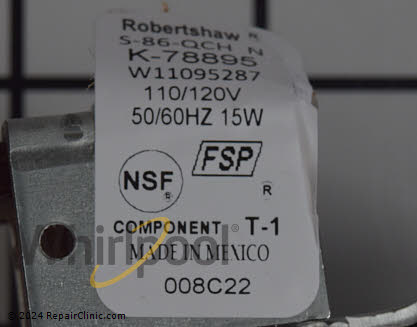 Robertshaw ®
S-86-QCH N
K-78895
W11095287
110/120V
50/60HZ 15W
NSF ®
FSP ®
COMPONENT T-1
Whirlpool
MADE IN MEXICO
008C22
© 2024 RepairClinic.com